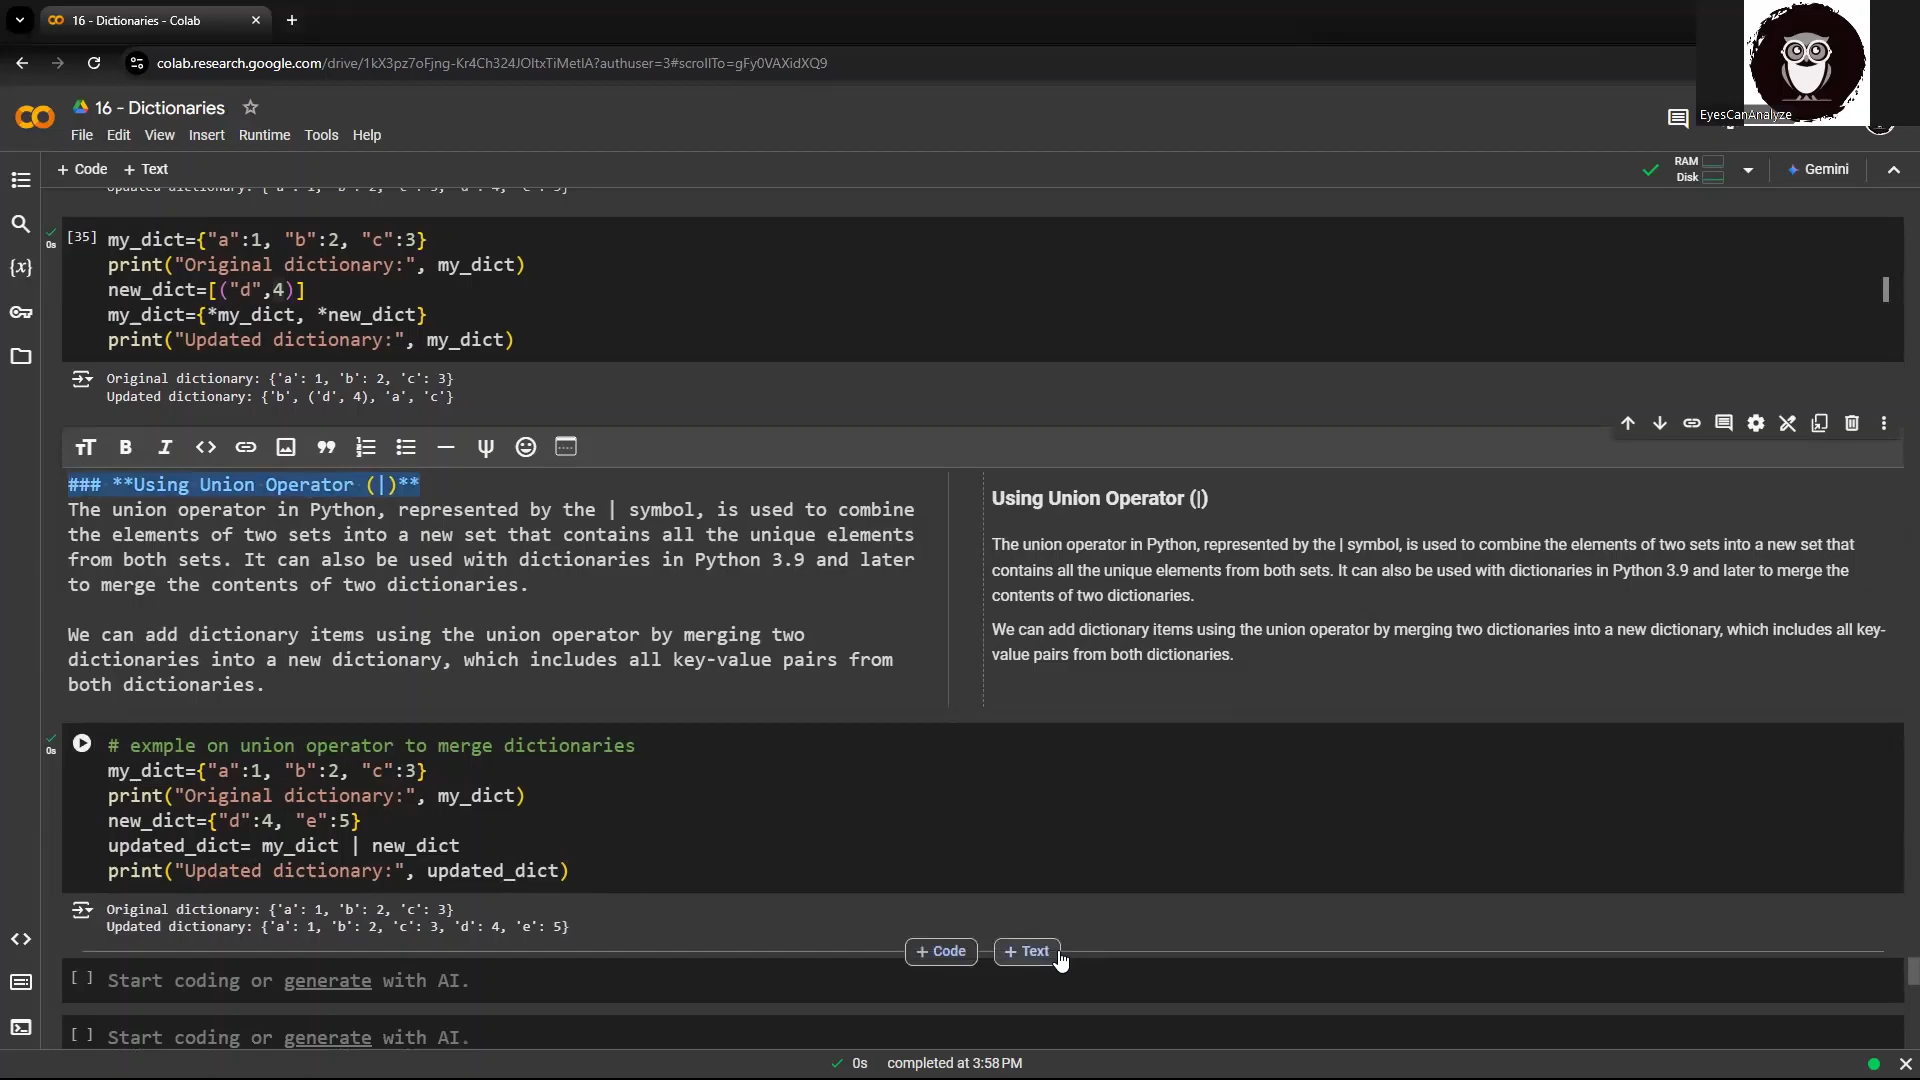 16 - Dictionaries - Colab
colab.research.google.com/drive/1kX3pz7oFjng-Kr4Ch324JOltxTiMetlA?authuser=3#scrollTo=gFy0VAXidXQ9
EyesCanAnalyze
16 - Dictionaries
File Edit View Insert Runtime Tools Help
+ Code + Text
RAM
Disk
Gemini
[35] my_dict={"a":1, "b":2, "c":3}
print("Original dictionary:", my_dict)
new_dict=[("d",4)]
my_dict={*my_dict, *new_dict}
print("Updated dictionary:", my_dict)
0s
Original dictionary: {'a': 1, 'b': 2, 'c': 3}
Updated dictionary: {'b', ('d', 4), 'a', 'c'}
### **Using Union Operator (|)**
The union operator in Python, represented by the | symbol, is used to combine
the elements of two sets into a new set that contains all the unique elements
from both sets. It can also be used with dictionaries in Python 3.9 and later
to merge the contents of two dictionaries.
We can add dictionary items using the union operator by merging two
dictionaries into a new dictionary, which includes all key-value pairs from
both dictionaries.
Using Union Operator (|)
The union operator in Python, represented by the | symbol, is used to combine the elements of two sets into a new set that
contains all the unique elements from both sets. It can also be used with dictionaries in Python 3.9 and later to merge the
contents of two dictionaries.
We can add dictionary items using the union operator by merging two dictionaries into a new dictionary, which includes all key-
value pairs from both dictionaries.
0s
# exmple on union operator to merge dictionaries
my_dict={"a":1, "b":2, "c":3}
print("Original dictionary:", my_dict)
new_dict={"d":4, "e":5}
updated_dict= my_dict | new_dict
print("Updated dictionary:", updated_dict)
Original dictionary: {'a': 1, 'b': 2, 'c': 3}
Updated dictionary: {'a': 1, 'b': 2, 'c': 3, 'd': 4, 'e': 5}
+ Code + Text
[ ] Start coding or generate with AI.
[ ] Start coding or generate with AI.
0s completed at 3:58 PM